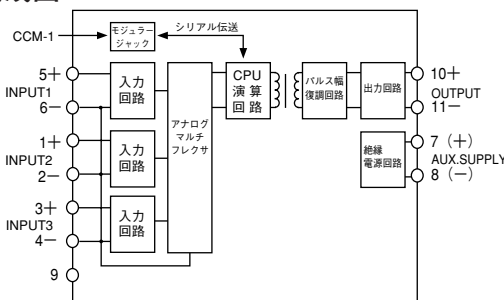 CCM-1
モジュラー
ジャック
シリアル伝送
5+
INPUT1
6−
入力
回路
1+
INPUT2
2−
入力
回路
3+
INPUT3
4−
入力
回路
9
アナログ
マルチ
プレクサ
CPU
演算
回路
パルス幅
復調回路
出力回路
10+
OUTPUT
11−
絶縁
電源回路
7（+）
AUX.SUPPLY
8（−）